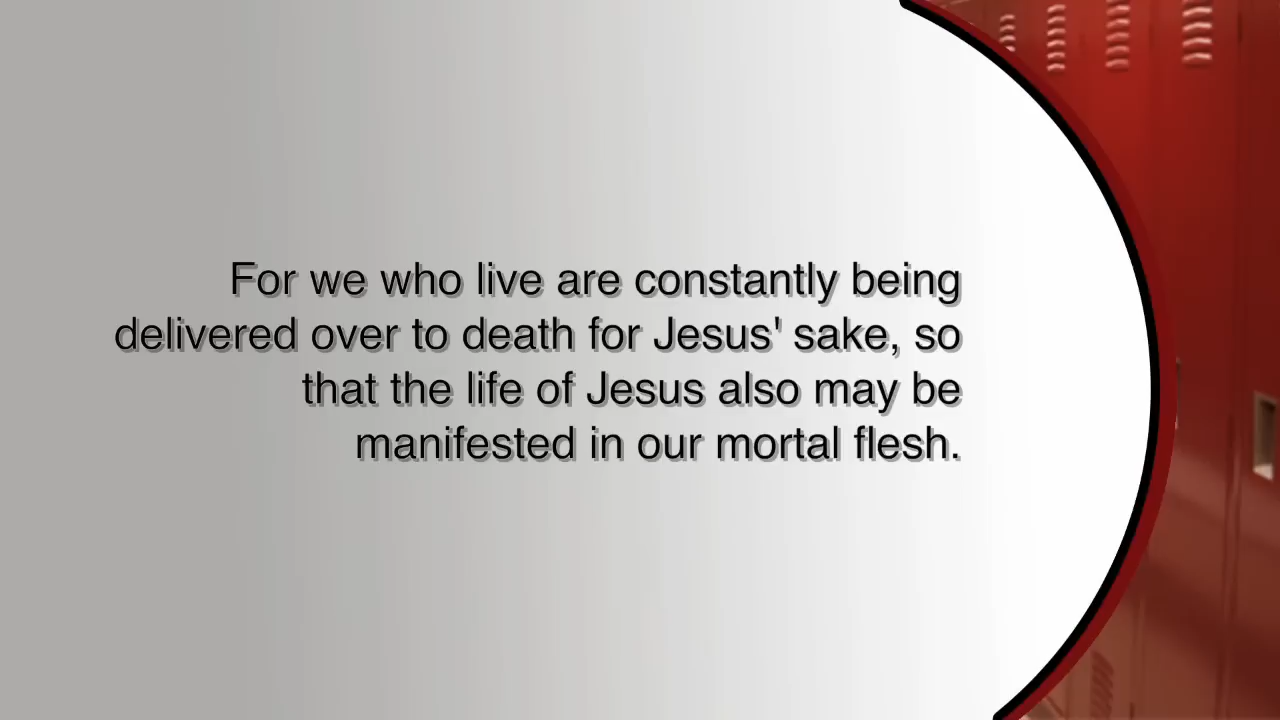 For we who live are constantly being
delivered over to death for Jesus' sake, so
that the life of Jesus also may be
manifested in our mortal flesh.